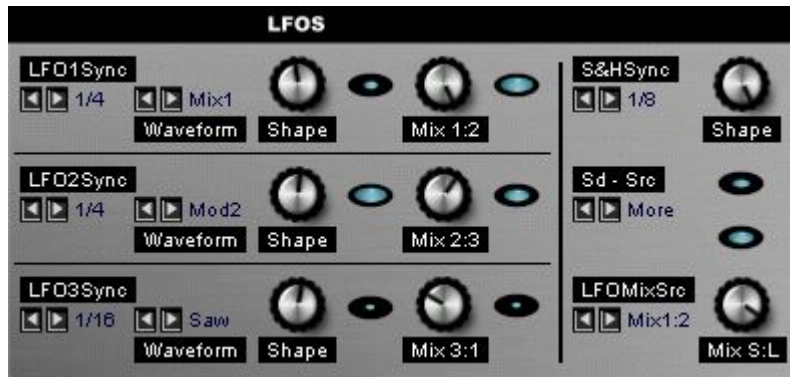 LFOS
LFO1Sync
1/4 Mix1
Waveform Shape Mix 1:2
LFO2Sync
1/4 Mod2
Waveform Shape Mix 2:3
LFO3Sync
1/16 Saw
Waveform Shape Mix 3:1
S&HSync
1/8
Shape
Sd - Src
More
LFOMixSrc
Mix1:2
Mix S:L